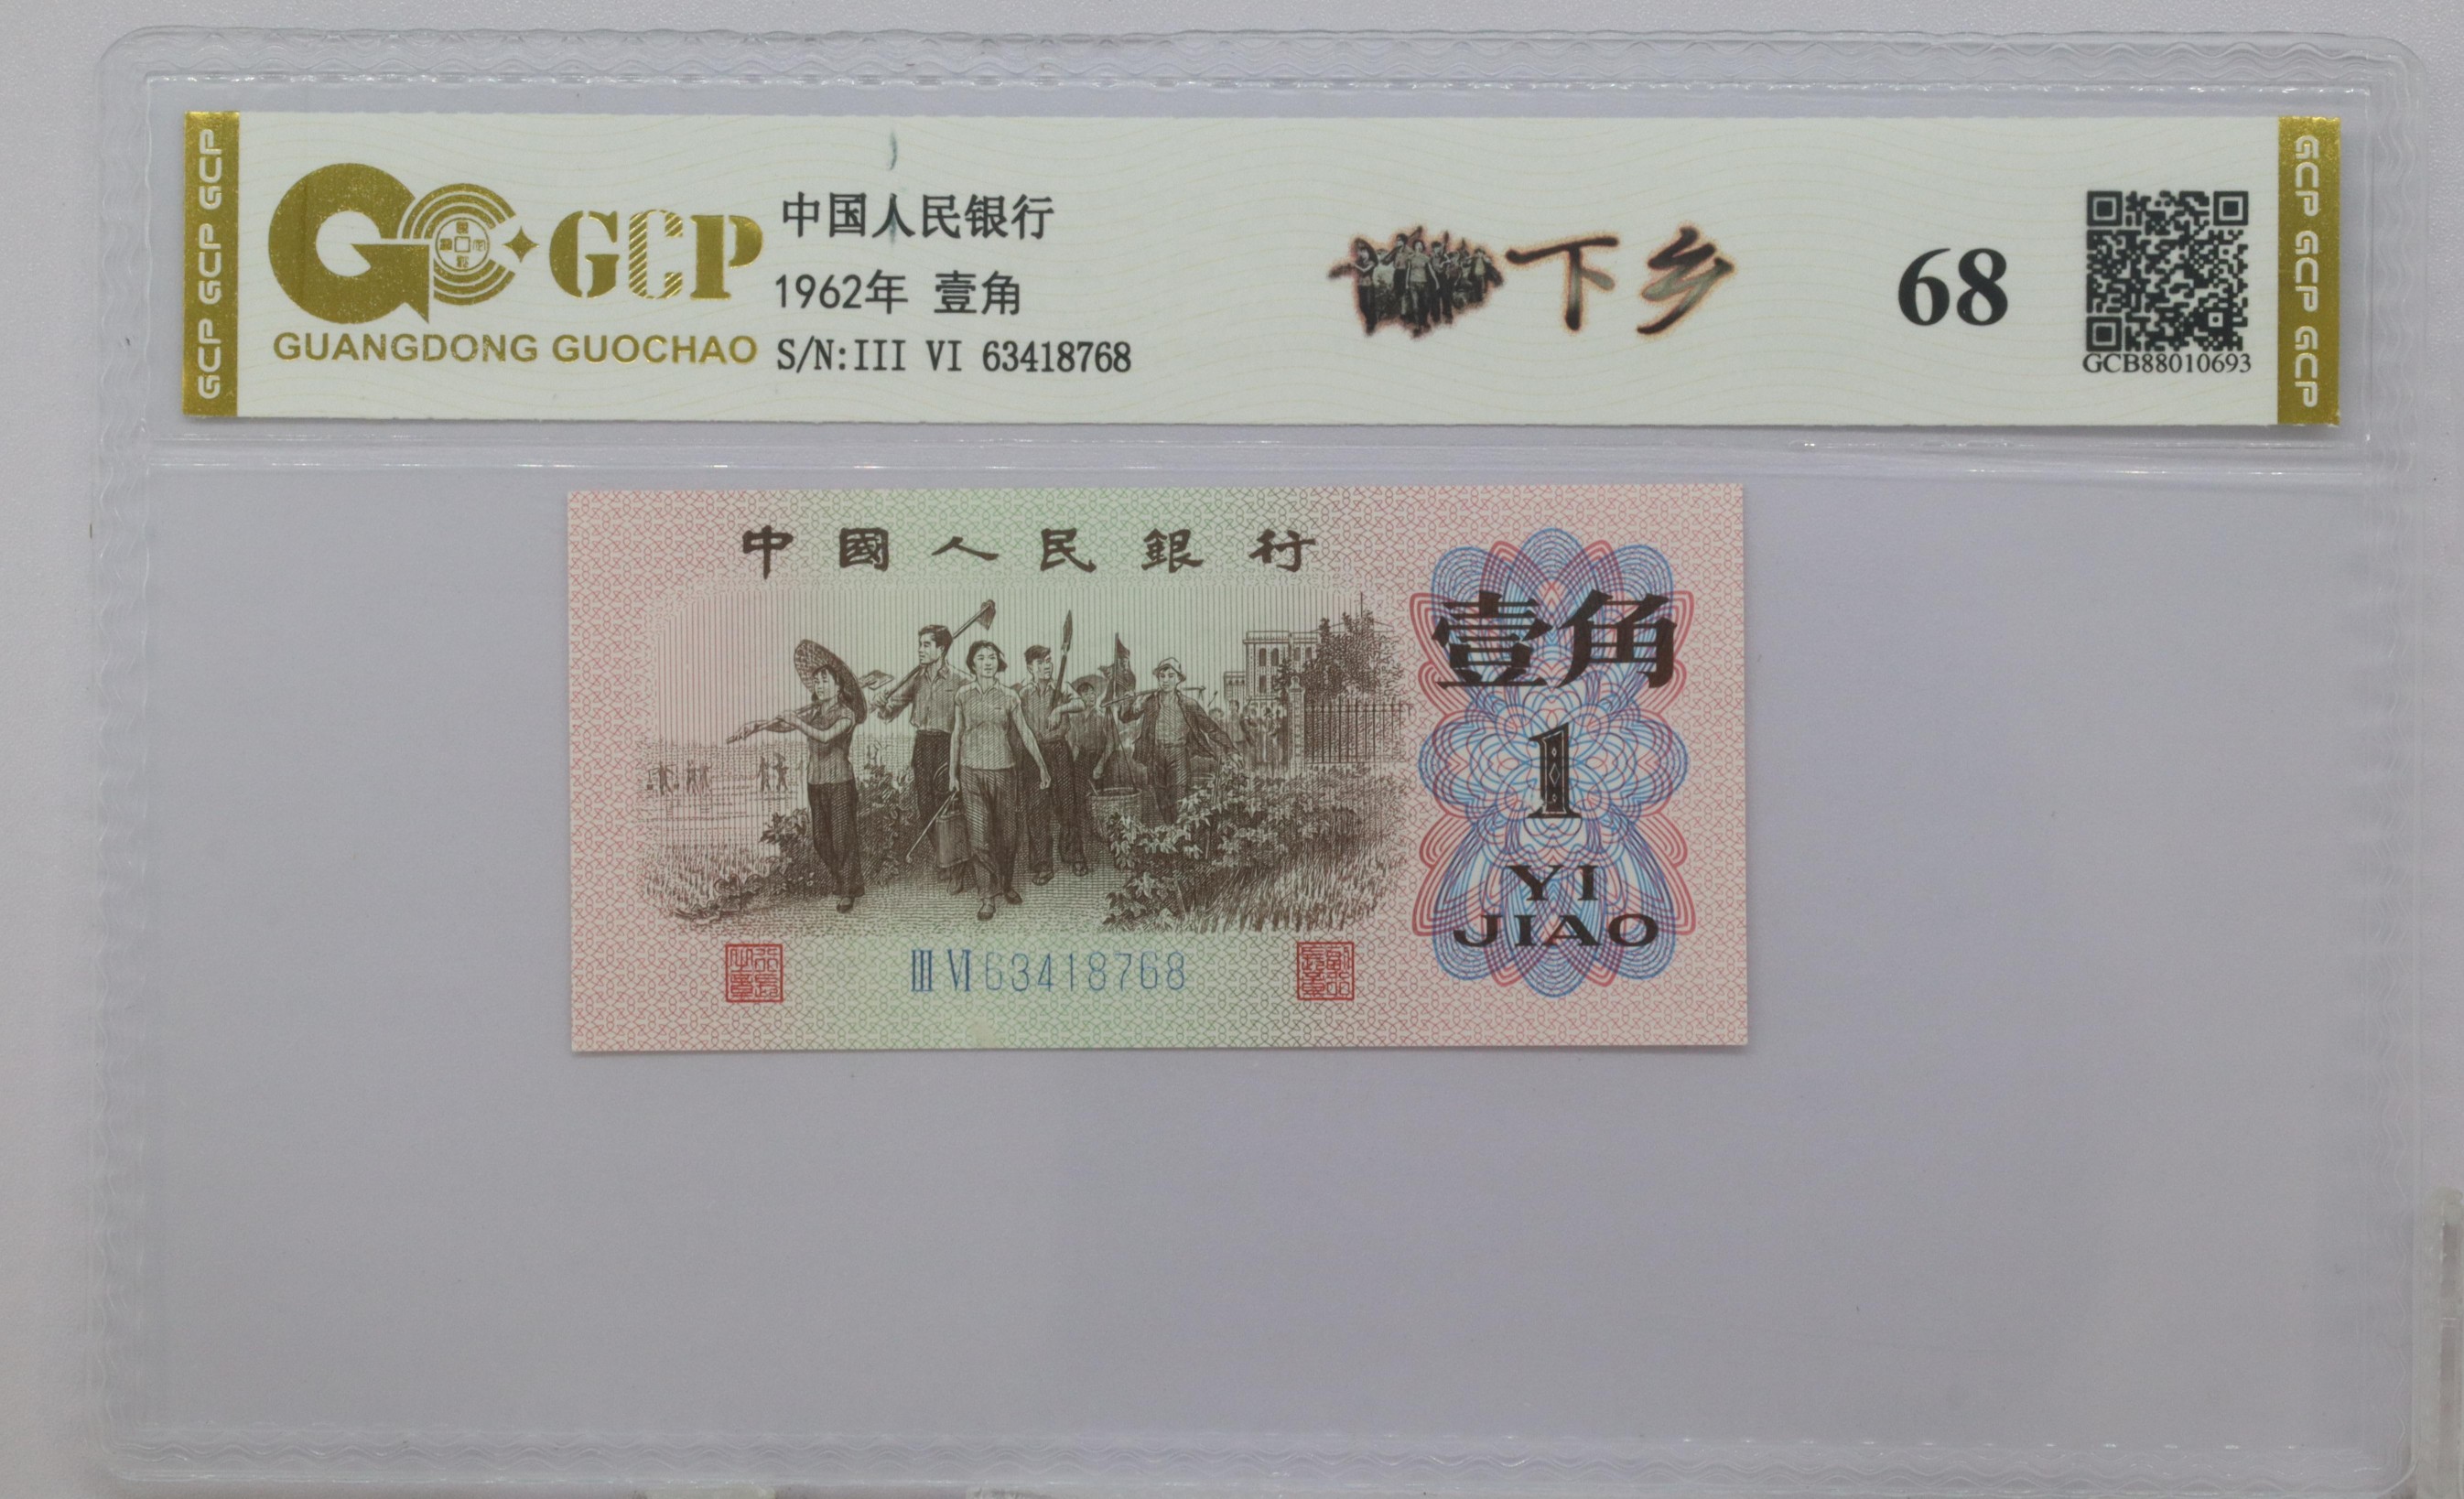 GCP GCP GCP
GCP
GUANGDONG GUOCHAO
中国人民银行
1962年 壹角
S/N:III VI 63418768
下乡
68
GCB88010693
GCP GCP GCP
中國人民銀行
壹角
1
YI
JIAO
III VI 63418768